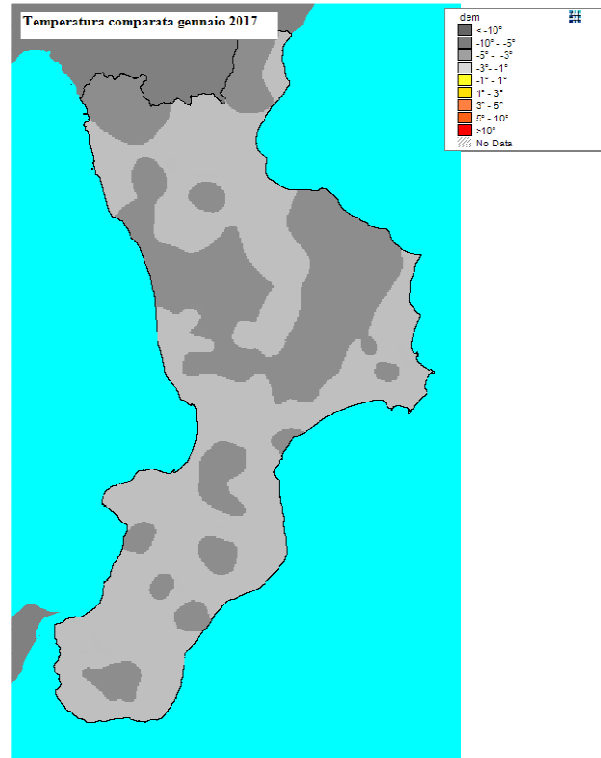 Temperatura comparata gennaio 2017
dem
< -10°
-10° - -5°
-5° - -3°
-3° - -1°
-1° - 1°
1° - 3°
3° - 5°
5° - 10°
>10°
No Data